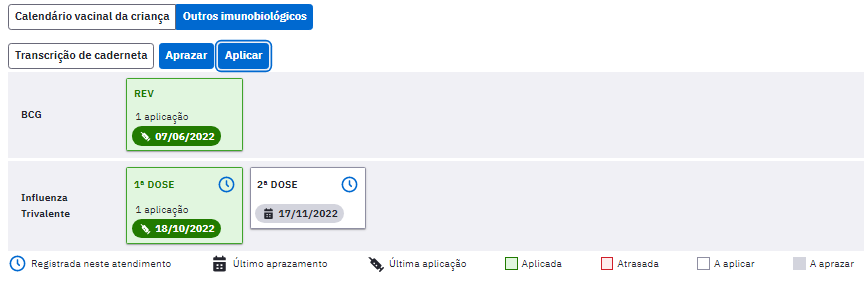 Calendário vacinal da criança Outros imunobiológicos
Transcrição de caderneta Aprazar Aplicar
BCG
REV
1 aplicação
07/06/2022
Influenza Trivalente
1ª DOSE
1 aplicação
18/10/2022
2ª DOSE
17/11/2022
Registrada neste atendimento Último aprazamento Última aplicação Aplicada Atrasada A aplicar A aprazar